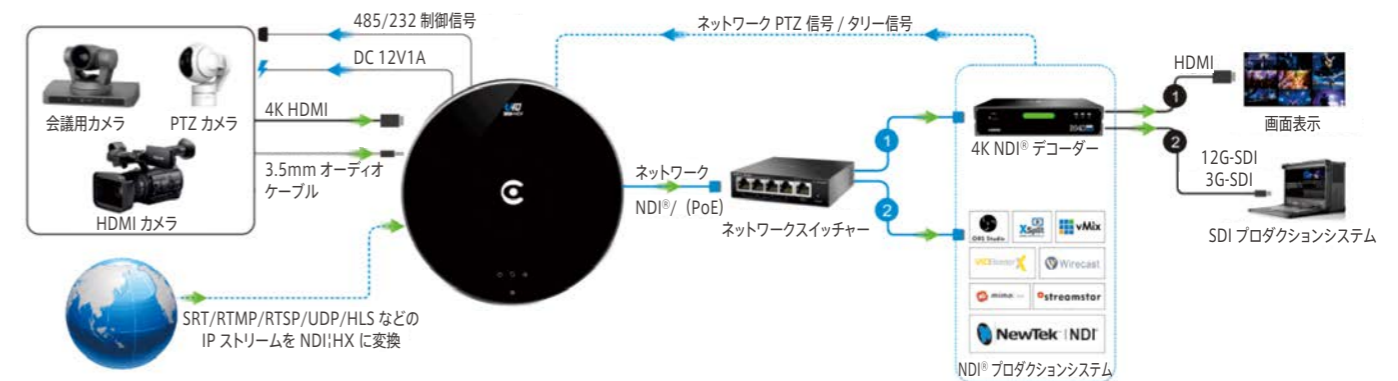 485/232 制御信号
DC 12V1A
会議用カメラ
PTZ カメラ
4K HDMI
3.5mm オーディオ
ケーブル
HDMI カメラ
SRT/RTMP/RTSP/UDP/HLS などの
IP ストリームを NDI¦HX に変換
ネットワーク PTZ 信号 / タリー信号
ネットワーク
NDI®/（PoE）
ネットワークスイッチャー
1
2
4K NDI® デコーダー
OBS Studio
XSplit
vMix
Wirecast
mimo
streamstar
NewTek NDI
NDI® プロダクションシステム
HDMI
1
画面表示
2
12G-SDI
3G-SDI
SDI プロダクションシステム